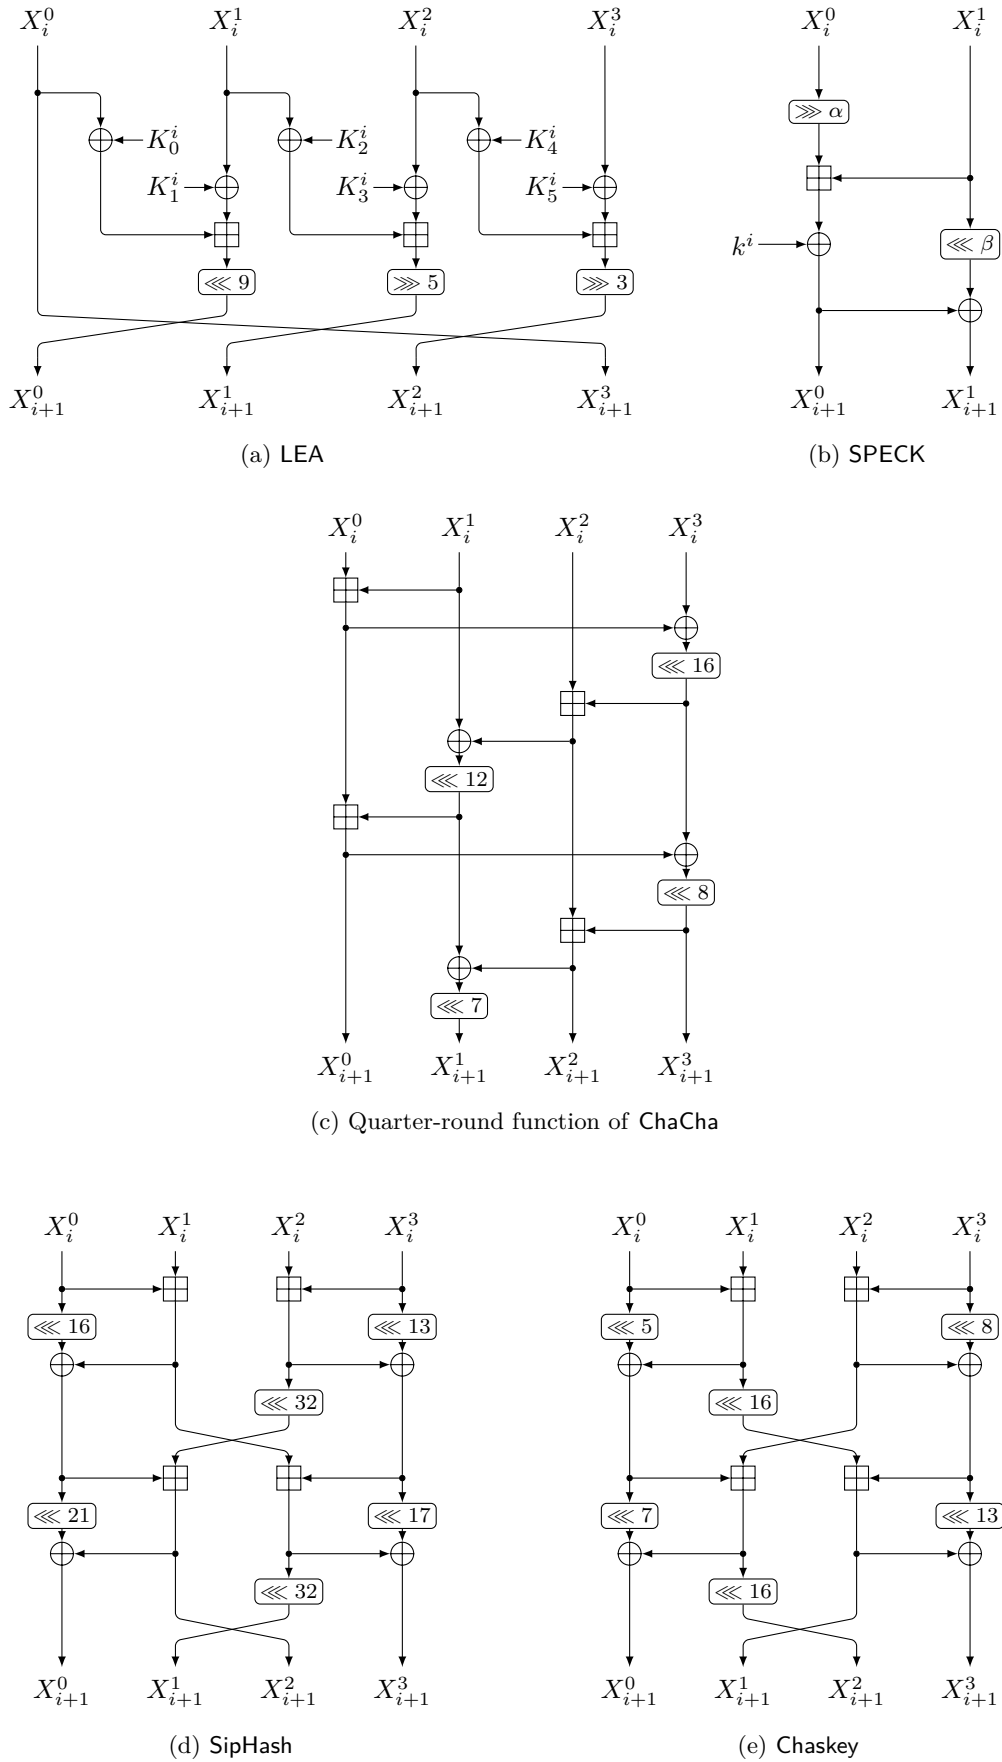 X_i^0 X_i^1 X_i^2 X_i^3 X_i^0 X_i^1
⋙ α
K_0^i K_2^i K_4^i
K_1^i K_3^i K_5^i
k^i ⋘ β
⋘ 9 ⋙ 5 ⋙ 3
X_{i+1}^0 X_{i+1}^1 X_{i+1}^2 X_{i+1}^3 X_{i+1}^0 X_{i+1}^1
(a) LEA (b) SPECK
X_i^0 X_i^1 X_i^2 X_i^3
⋘ 16
⋘ 12
⋘ 8
⋘ 7
X_{i+1}^0 X_{i+1}^1 X_{i+1}^2 X_{i+1}^3
(c) Quarter-round function of ChaCha
X_i^0 X_i^1 X_i^2 X_i^3 X_i^0 X_i^1 X_i^2 X_i^3
⋘ 16 ⋘ 13 ⋘ 5 ⋘ 8
⋘ 32 ⋘ 16
⋘ 21 ⋘ 17 ⋘ 7 ⋘ 13
⋘ 32 ⋘ 16
X_{i+1}^0 X_{i+1}^1 X_{i+1}^2 X_{i+1}^3 X_{i+1}^0 X_{i+1}^1 X_{i+1}^2 X_{i+1}^3
(d) SipHash (e) Chaskey